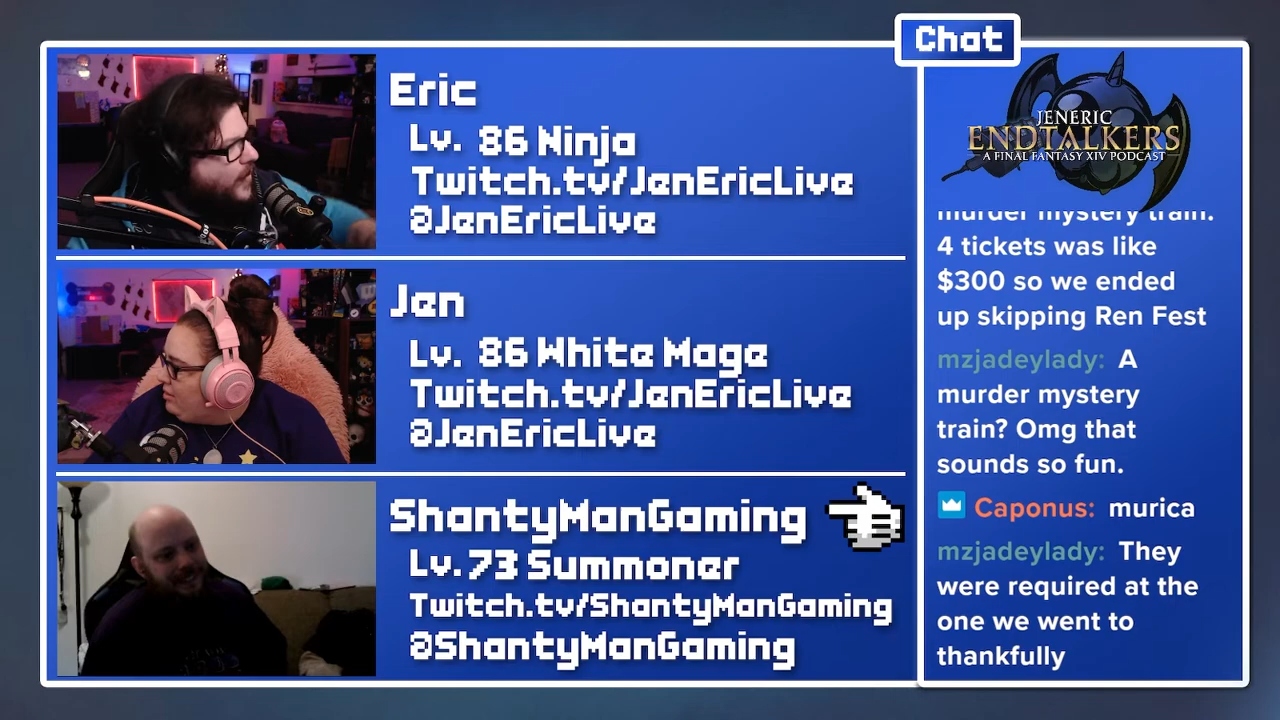 Chat
Eric
Lv. 86 Ninja
Twitch.tv/JenEricLive
@JenEricLive
Jen
Lv. 86 White Mage
Twitch.tv/JenEricLive
@JenEricLive
ShantyManGaming
Lv. 73 Summoner
Twitch.tv/ShantyManGaming
@ShantyManGaming
JENERIC
ENDTALKERS
A FINAL FANTASY XIV PODCAST
murder mystery train.
4 tickets was like
$300 so we ended
up skipping Ren Fest
mzjadeylady: A
murder mystery
train? Omg that
sounds so fun.
Caponus: murica
mzjadeylady: They
were required at the
one we went to
thankfully